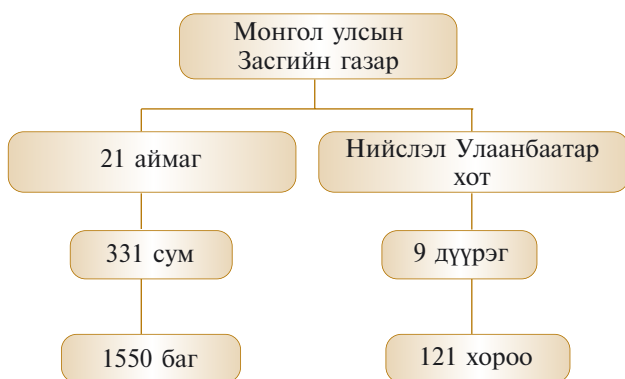 Монгол улсын
Засгийн газар
21 аймаг
Нийслэл Улаанбаатар
хот
331 сум
9 дүүрэг
1550 баг
121 хороо